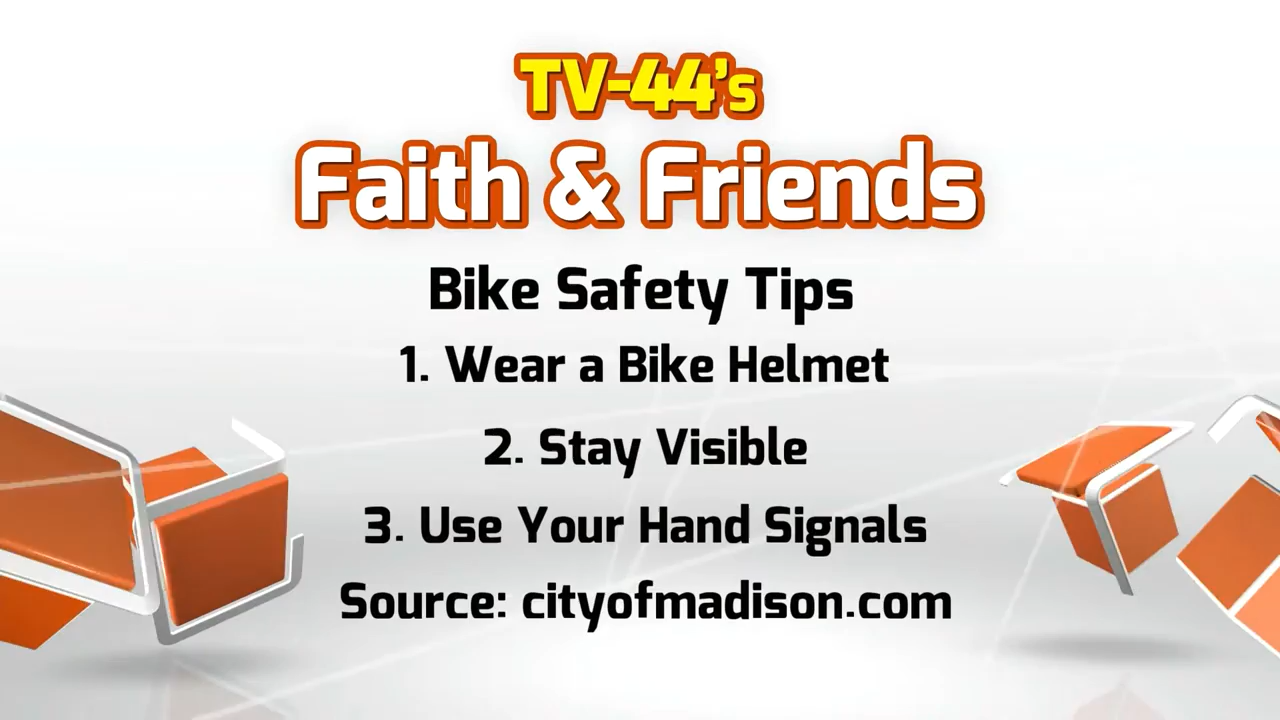 TV-44's
Faith & Friends
Bike Safety Tips
1. Wear a Bike Helmet
2. Stay Visible
3. Use Your Hand Signals
Source: cityofmadison.com